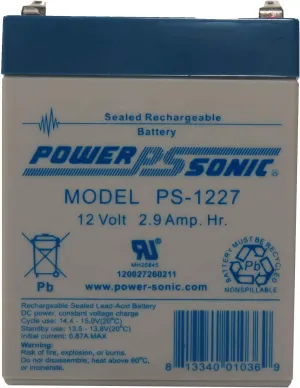 Sealed Rechargeable
Battery
POWER PS SONIC®
MODEL PS-1227
12 Volt 2.9 Amp. Hr.
MH20845
120027260211
Pb
www.power-sonic.com
BATTERY MUST BE RECYCLED
Pb
NONSPILLABLE
Rechargeable Sealed Lead-Acid Battery
DC power, constant voltage charge
Cycle use: 14.4 - 15.0V(20°C)
Standby use : 13.5 - 13.8V(20°C)
Initial current: 0.87A MAX
Warning:
Risk of fire, explosion, or burns.
Do not disassemble, heat above 60°C,
or incinerate.
8 13340 01036 9